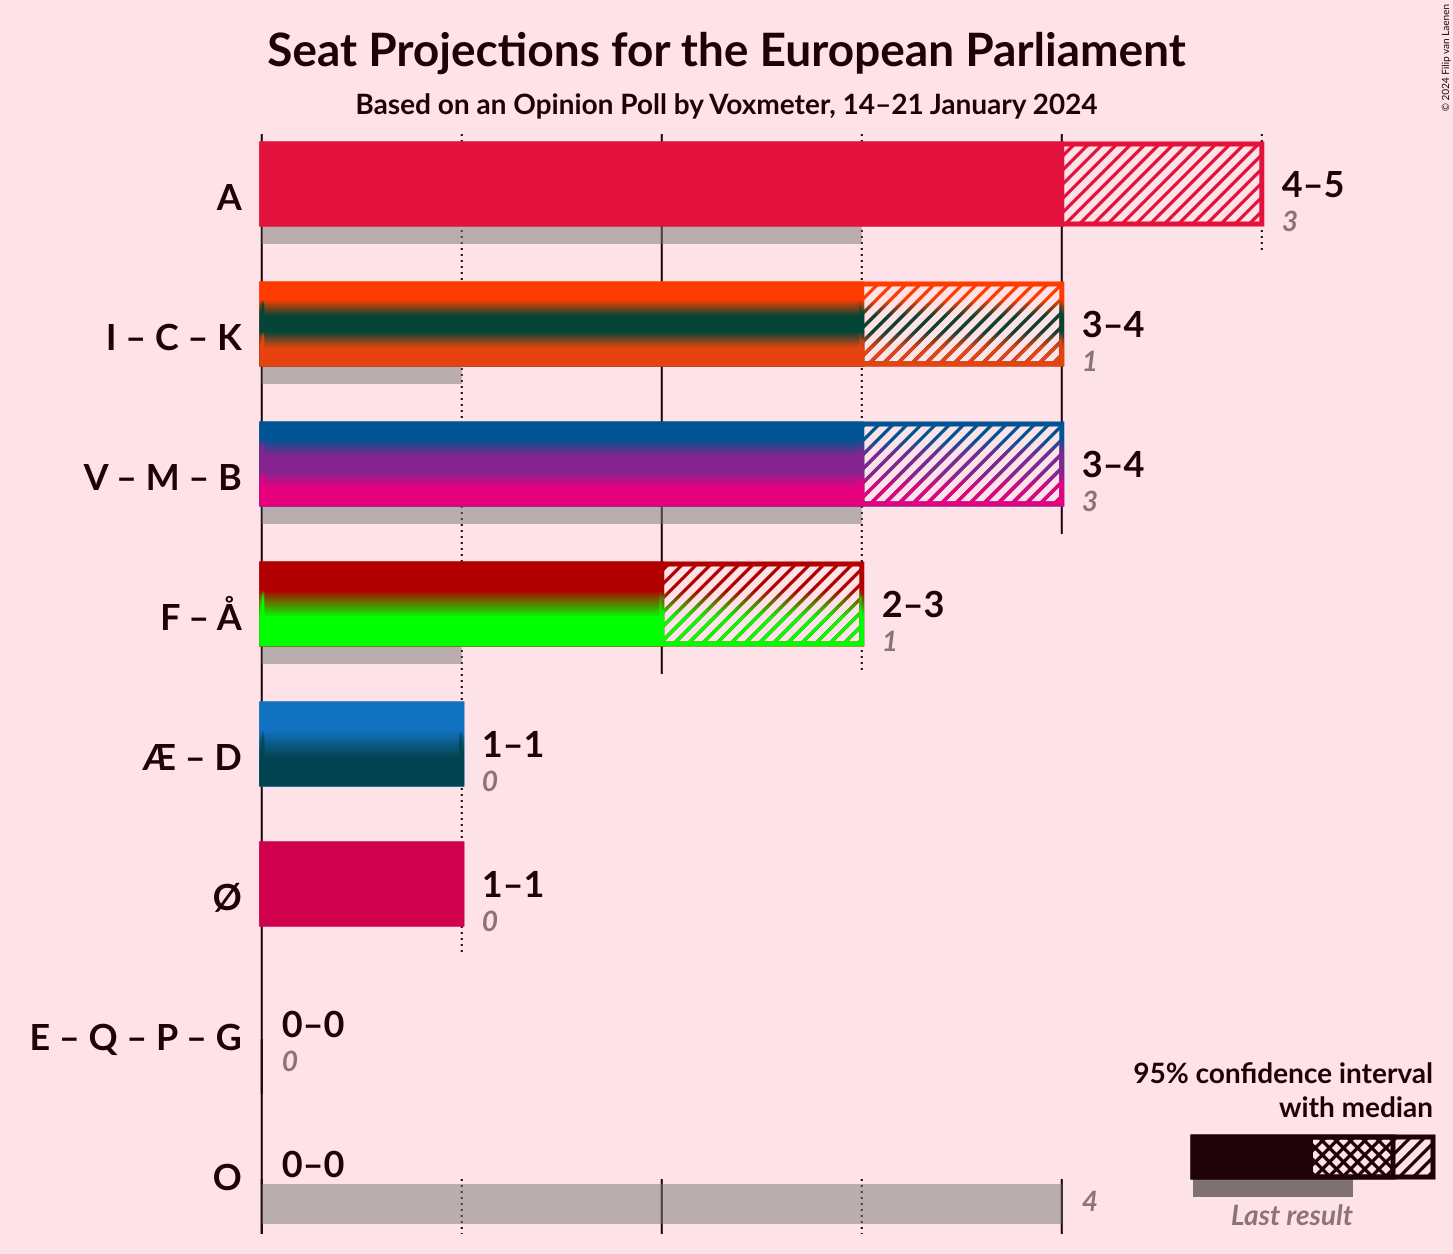 Seat Projections for the European Parliament
Based on an Opinion Poll by Voxmeter, 14–21 January 2024
© 2024 Filip van Laenen
A
4–5
3
I – C – K
3–4
1
V – M – B
3–4
3
F – Å
2–3
1
Æ – D
1–1
0
Ø
1–1
0
E – Q – P – G
0–0
0
O
0–0
4
95% confidence interval
with median
Last result